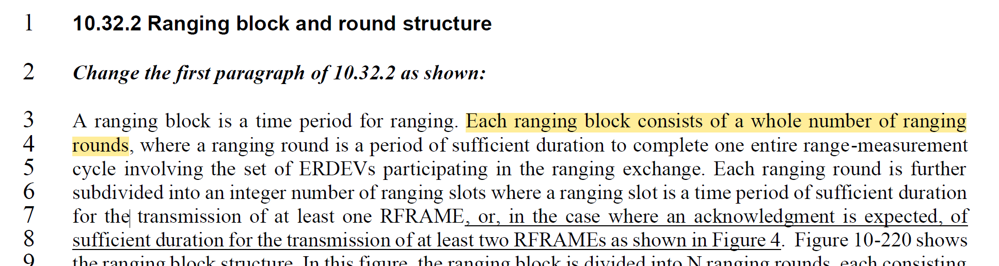 1 10.32.2 Ranging block and round structure
2 Change the first paragraph of 10.32.2 as shown:
3 A ranging block is a time period for ranging. Each ranging block consists of a whole number of ranging
4 rounds, where a ranging round is a period of sufficient duration to complete one entire range-measurement
5 cycle involving the set of ERDEVs participating in the ranging exchange. Each ranging round is further
6 subdivided into an integer number of ranging slots where a ranging slot is a time period of sufficient duration
7 for the transmission of at least one RFRAME, or, in the case where an acknowledgment is expected, of
8 sufficient duration for the transmission of at least two RFRAMEs as shown in Figure 4. Figure 10-220 shows
9 the ranging block structure. In this figure, the ranging block is divided into N ranging rounds, each consisting